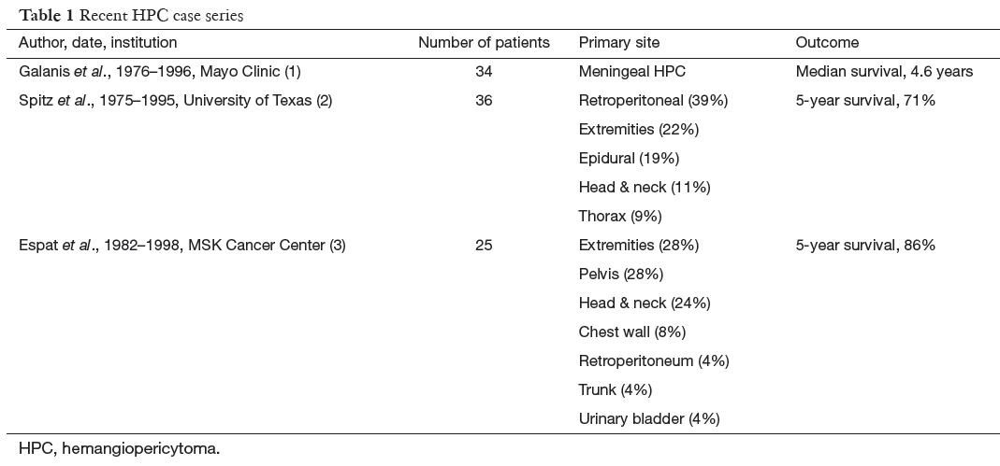 Table 1 Recent HPC case series
Author, date, institution Number of patients Primary site Outcome
Galanis et al., 1976–1996, Mayo Clinic (1) 34 Meningeal HPC Median survival, 4.6 years
Spitz et al., 1975–1995, University of Texas (2) 36 Retroperitoneal (39%) 5-year survival, 71%
Extremities (22%)
Epidural (19%)
Head & neck (11%)
Thorax (9%)
Espat et al., 1982–1998, MSK Cancer Center (3) 25 Extremities (28%) 5-year survival, 86%
Pelvis (28%)
Head & neck (24%)
Chest wall (8%)
Retroperitoneum (4%)
Trunk (4%)
Urinary bladder (4%)
HPC, hemangiopericytoma.